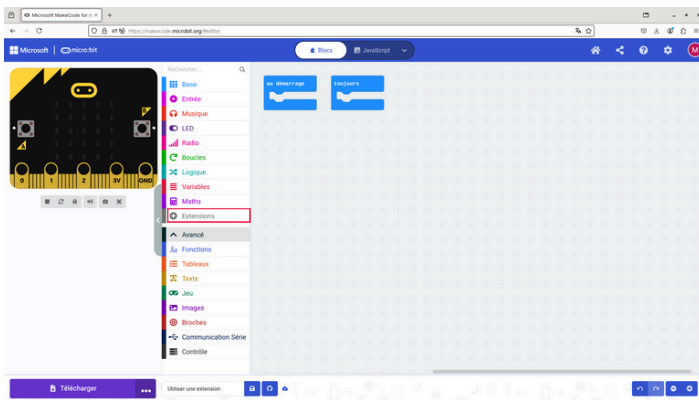 Microsoft MakeCode for m
https://makecode.microbit.org/#editor
Microsoft
micro:bit
Blocs
JavaScript
M
Rechercher...
Base
Entrée
Musique
LED
Radio
Boucles
Logique
Variables
Maths
Extensions
Avancé
Fonctions
Tableaux
Texte
Jeu
Images
Broches
Communication Série
Contrôle
au démarrage
toujours
B
A
0 1 2 3V GND
Télécharger
Utiliser une extension